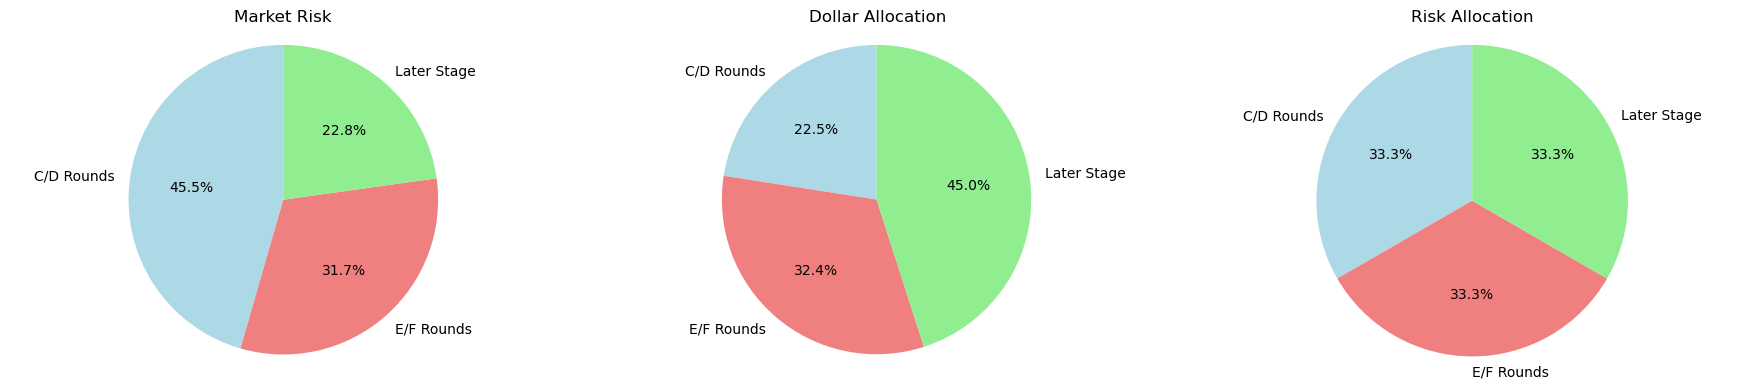 Market Risk
Later Stage
22.8%
C/D Rounds
45.5%
31.7%
E/F Rounds
Dollar Allocation
C/D Rounds
22.5%
Later Stage
45.0%
32.4%
E/F Rounds
Risk Allocation
C/D Rounds
Later Stage
33.3%
33.3%
33.3%
E/F Rounds